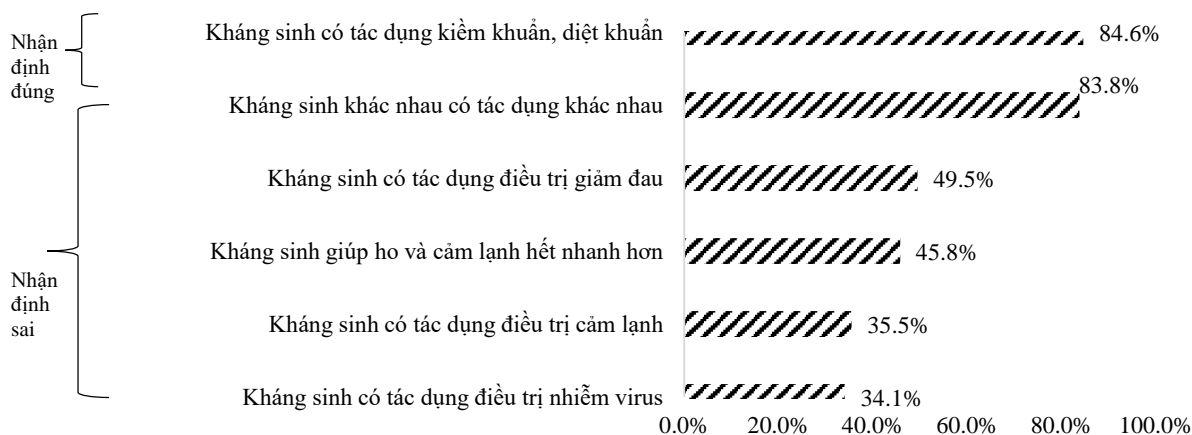 Nhận
định
đúng
Kháng sinh có tác dụng kiềm khuẩn, diệt khuẩn
84.6%
Kháng sinh khác nhau có tác dụng khác nhau
83.8%
Kháng sinh có tác dụng điều trị giảm đau
49.5%
Nhận
định
sai
Kháng sinh giúp ho và cảm lạnh hết nhanh hơn
45.8%
Kháng sinh có tác dụng điều trị cảm lạnh
35.5%
Kháng sinh có tác dụng điều trị nhiễm virus
34.1%
0.0% 20.0% 40.0% 60.0% 80.0% 100.0%